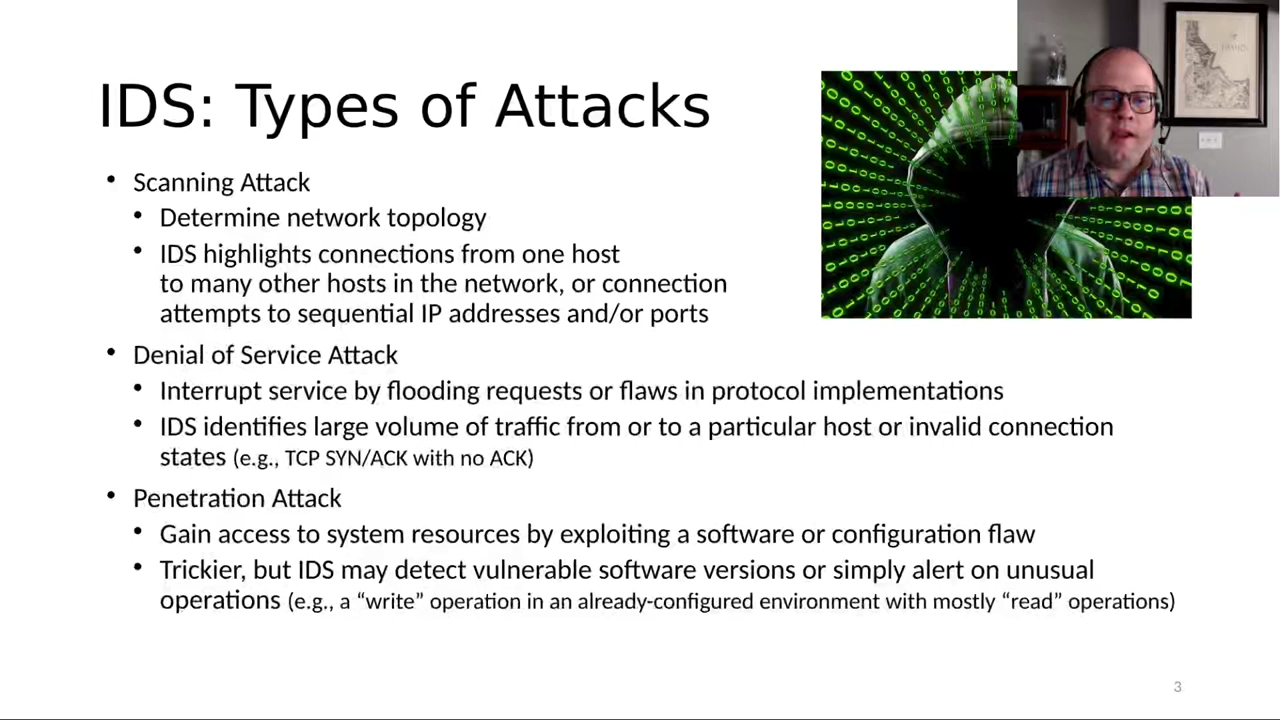 IDS: Types of Attacks
• Scanning Attack
• Determine network topology
• IDS highlights connections from one host
to many other hosts in the network, or connection
attempts to sequential IP addresses and/or ports
• Denial of Service Attack
• Interrupt service by flooding requests or flaws in protocol implementations
• IDS identifies large volume of traffic from or to a particular host or invalid connection
states (e.g., TCP SYN/ACK with no ACK)
• Penetration Attack
• Gain access to system resources by exploiting a software or configuration flaw
• Trickier, but IDS may detect vulnerable software versions or simply alert on unusual
operations (e.g., a “write” operation in an already-configured environment with mostly “read” operations)
3